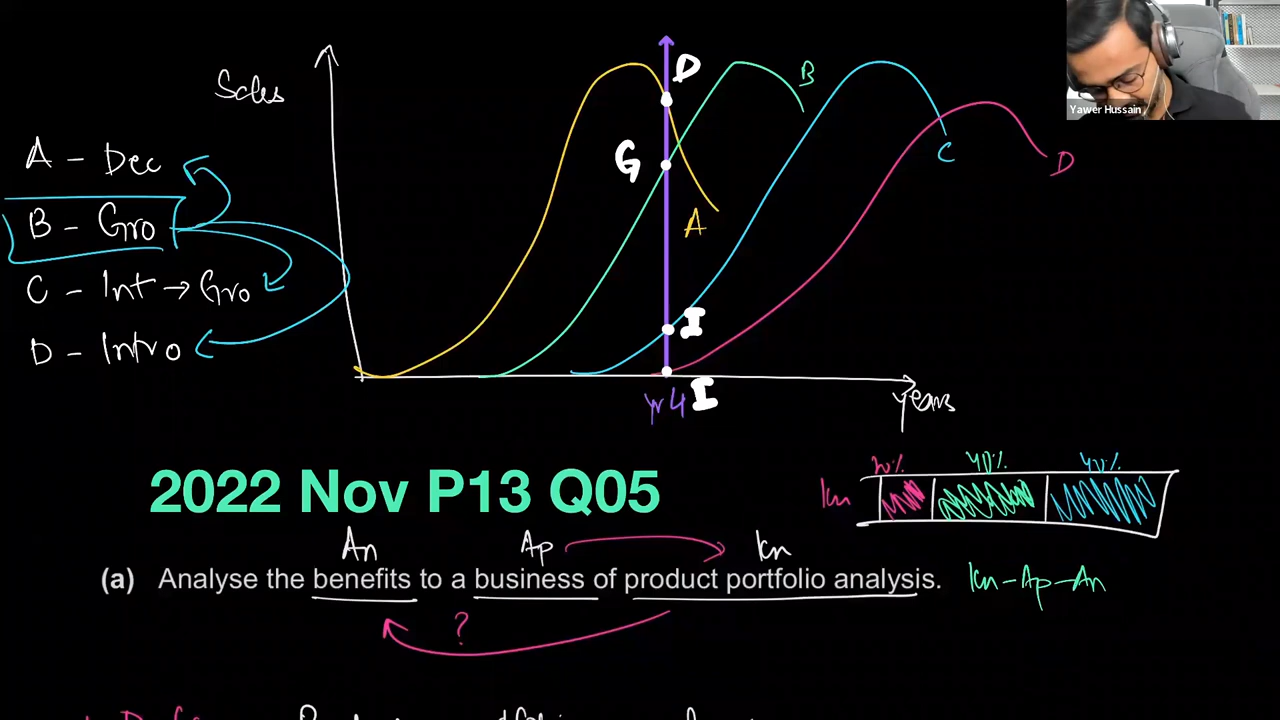 Sales
A - Dec
B - Gro
C - Int → Gro
D - Intro
D
G
I
I
A
B
C
D
yr4
years
Yawer Hussain
2022 Nov P13 Q05
20% 40% 40%
Kn
An Ap Kn
(a) Analyse the benefits to a business of product portfolio analysis. Kn-Ap-An
?